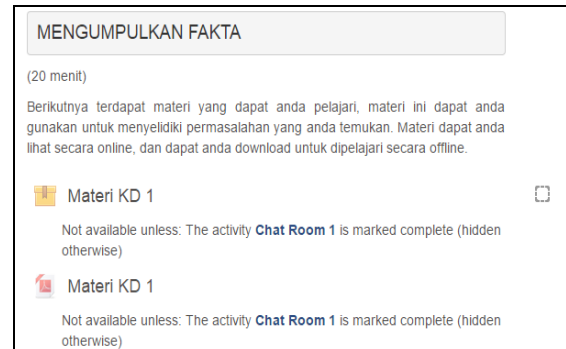 MENGUMPULKAN FAKTA
(20 menit)
Berikutnya terdapat materi yang dapat anda pelajari, materi ini dapat anda
gunakan untuk menyelidiki permasalahan yang anda temukan. Materi dapat anda
lihat secara online, dan dapat anda download untuk dipelajari secara offline.
Materi KD 1
Not available unless: The activity Chat Room 1 is marked complete (hidden
otherwise)
Materi KD 1
Not available unless: The activity Chat Room 1 is marked complete (hidden
otherwise)